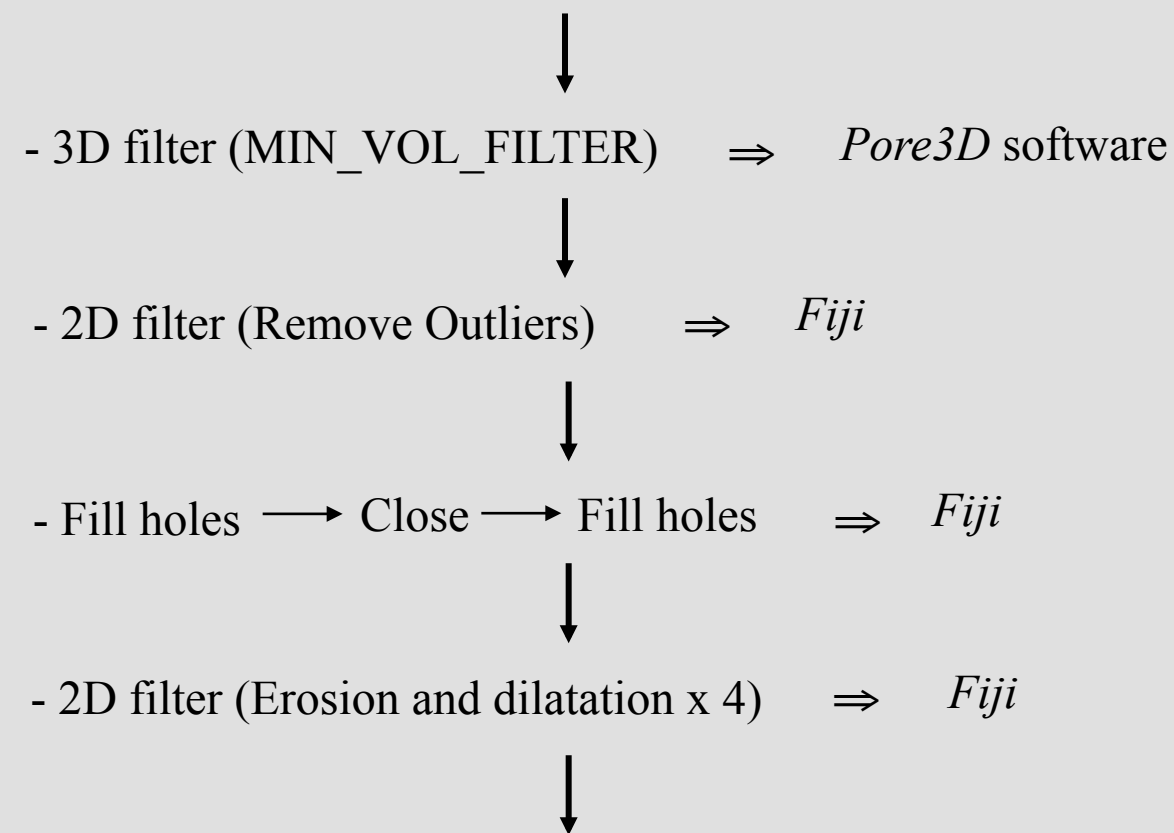 - 3D filter (MIN_VOL_FILTER) ⇒ Pore3D software
- 2D filter (Remove Outliers) ⇒ Fiji
- Fill holes → Close → Fill holes ⇒ Fiji
- 2D filter (Erosion and dilatation x 4) ⇒ Fiji